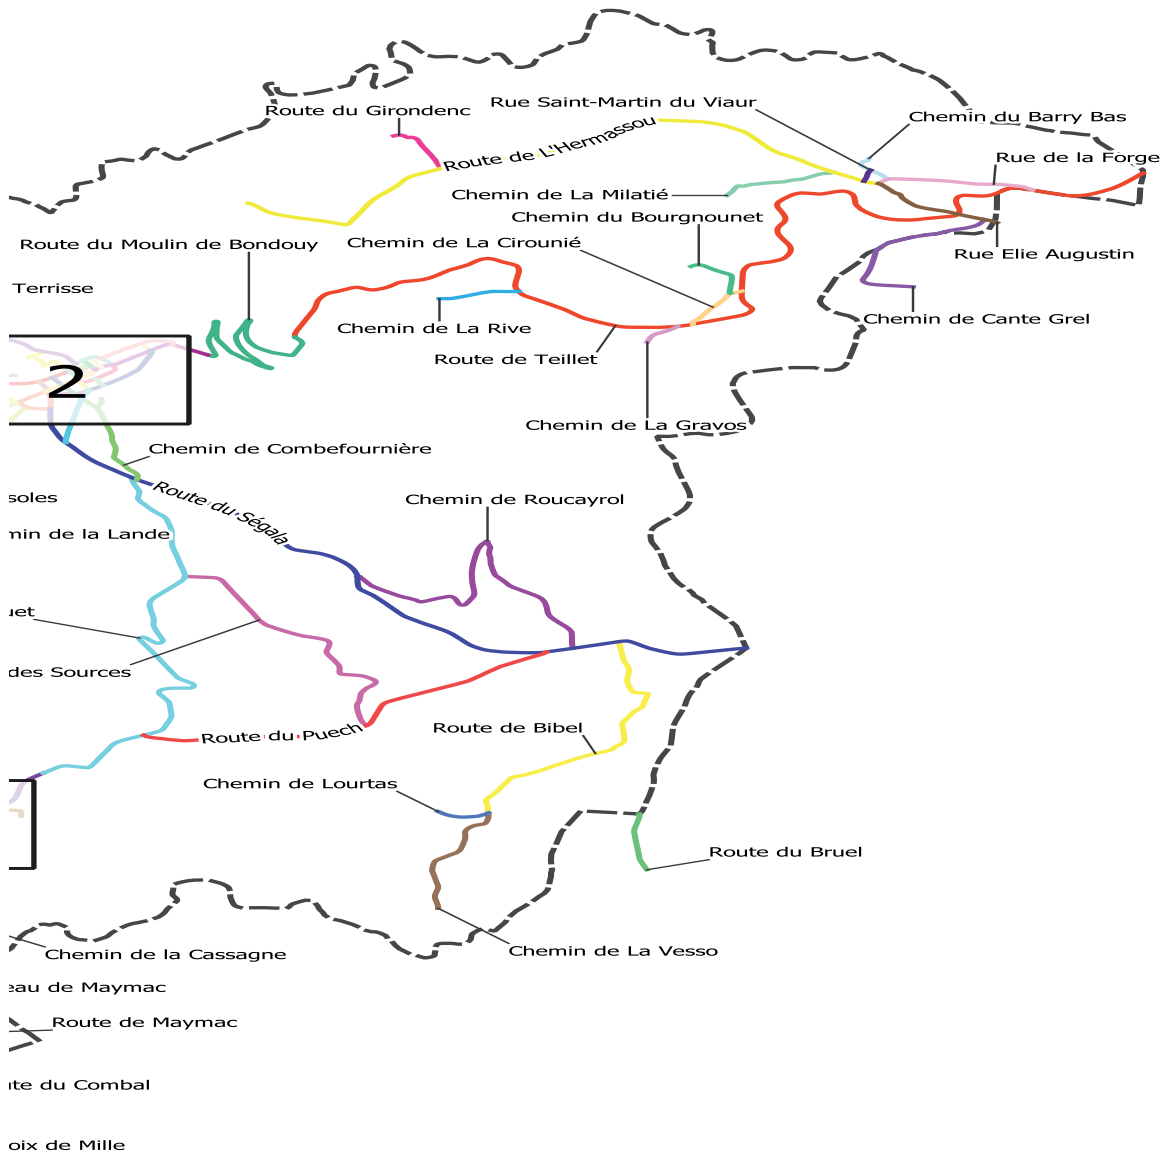 Rue Saint-Martin du Viaur
Route du Girondenc
Chemin du Barry Bas
Route de L'Hermassou
Rue de la Forge
Chemin de La Milatié
Chemin du Bourgnounet
Route du Moulin de Bondouy
Chemin de La Cirounié
Rue Elie Augustin
Terrisse
Chemin de Cante Grel
Chemin de La Rive
Route de Teillet
2
Chemin de La Gravos
Chemin de Combefournière
Route du Ségala
soles
Chemin de Roucayrol
min de la Lande
uet
des Sources
Route de Bibel
Route du Puech
Chemin de Lourtas
Route du Bruel
Chemin de La Vesso
Chemin de la Cassagne
eau de Maymac
Route de Maymac
ute du Combal
oix de Mille